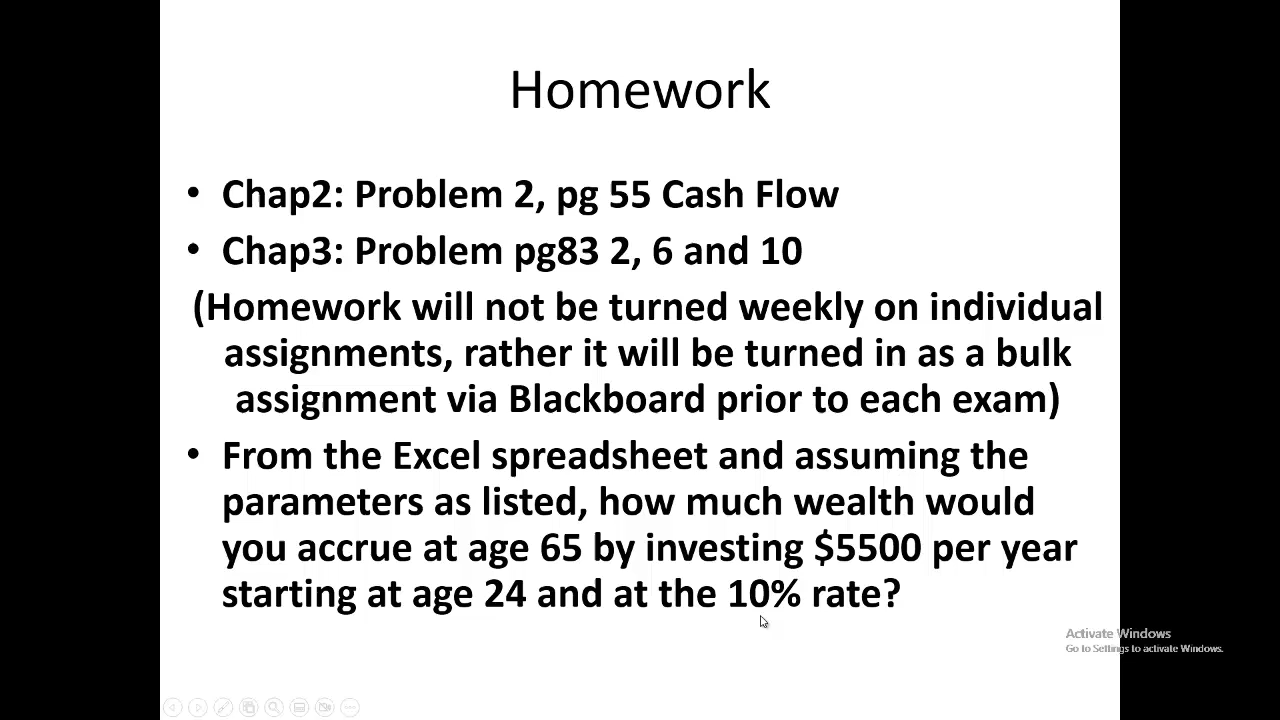 Homework
• Chap2: Problem 2, pg 55 Cash Flow
• Chap3: Problem pg83 2, 6 and 10
(Homework will not be turned weekly on individual
assignments, rather it will be turned in as a bulk
assignment via Blackboard prior to each exam)
• From the Excel spreadsheet and assuming the
parameters as listed, how much wealth would
you accrue at age 65 by investing $5500 per year
starting at age 24 and at the 10% rate?
Activate Windows
Go to Settings to activate Windows.